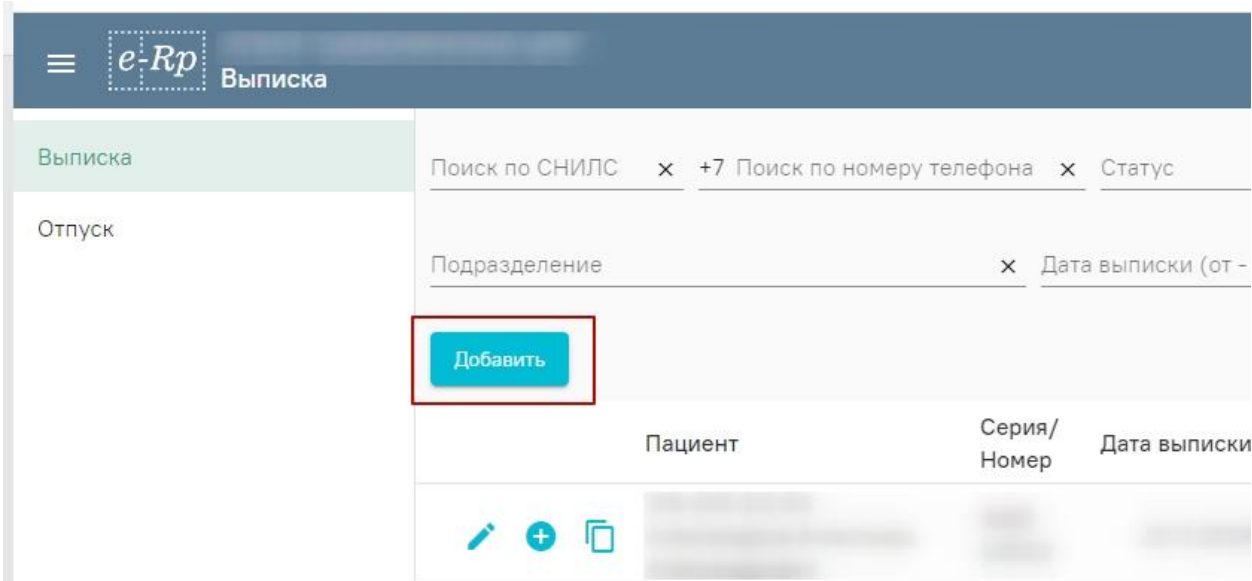 e-Rp
Выписка
Выписка
Отпуск
Поиск по СНИЛС × +7 Поиск по номеру телефона × Статус
Подразделение × Дата выписки (от -
Добавить
Пациент Серия/ Номер Дата выписки